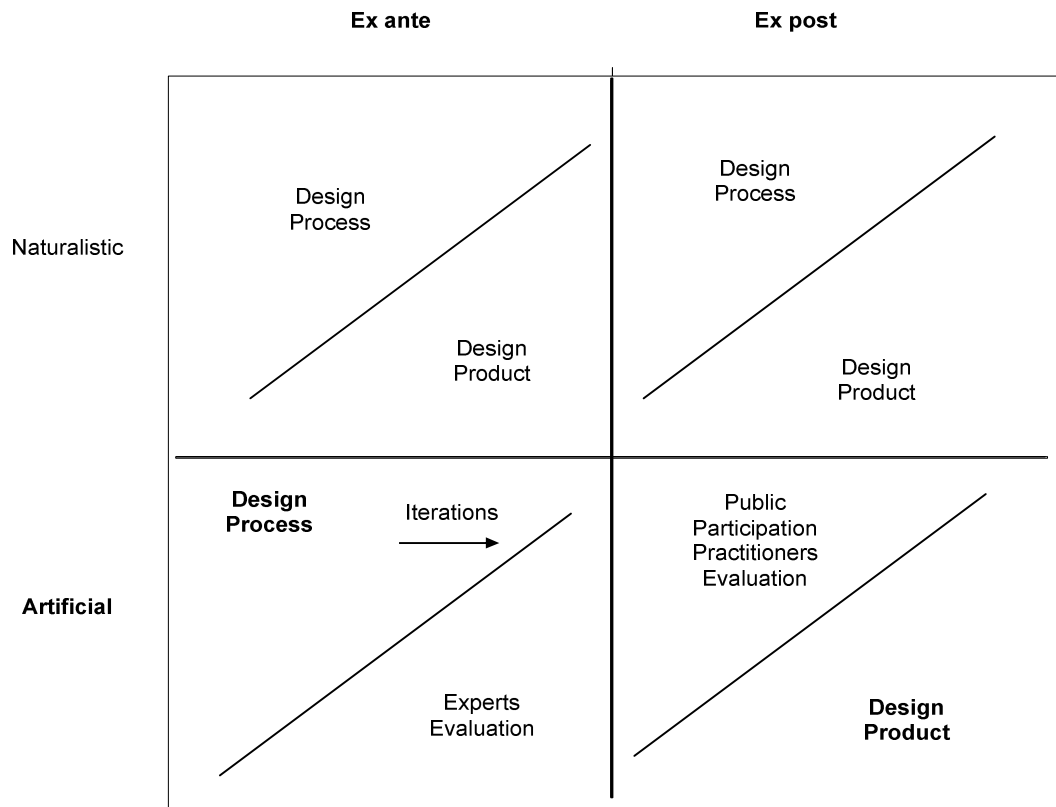 Ex ante
Ex post
Naturalistic
Design
Process
Design
Product
Design
Process
Design
Product
Artificial
Design
Process
Iterations
Experts
Evaluation
Public
Participation
Practitioners
Evaluation
Design
Product